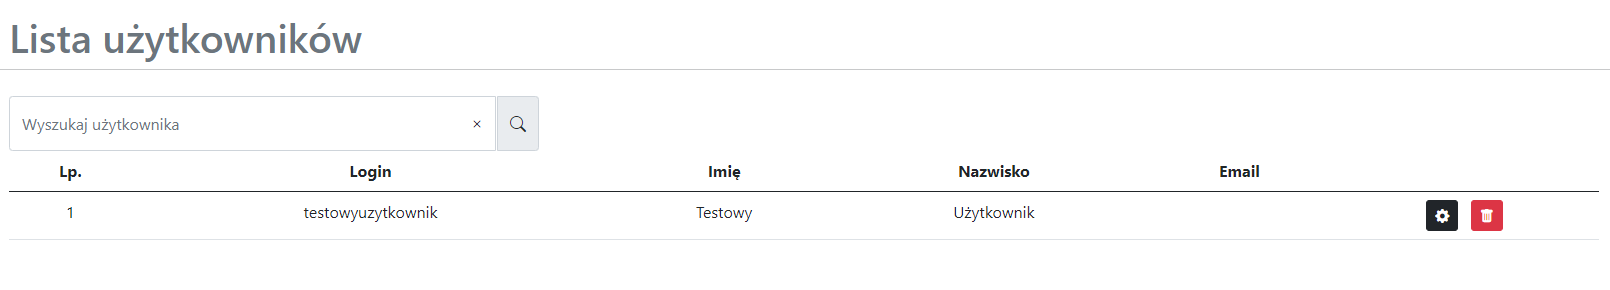 Lista użytkowników
Wyszukaj użytkownika ×
Lp. Login Imię Nazwisko Email
1 testowyuzytkownik Testowy Użytkownik